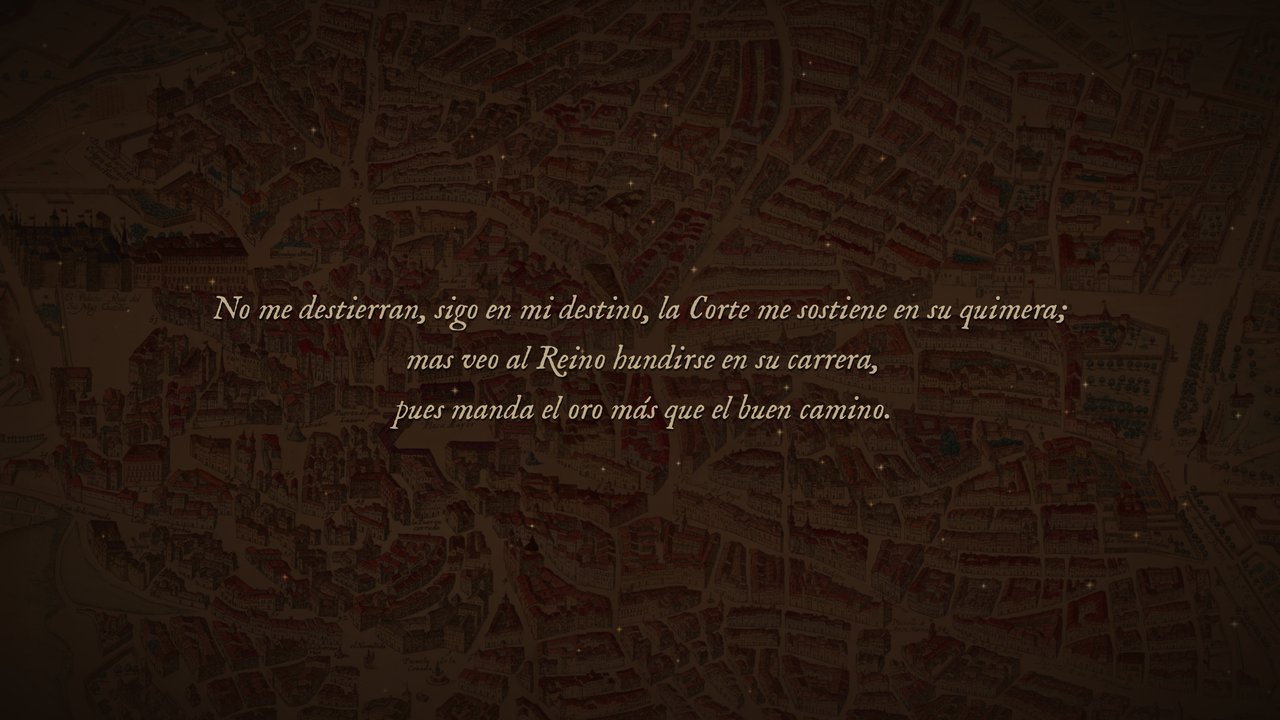 No me destierran, sigo en mi destino, la Corte me sostiene en su quimera;
mas veo al Reino hundirse en su carrera,
pues manda el oro más que el buen camino.